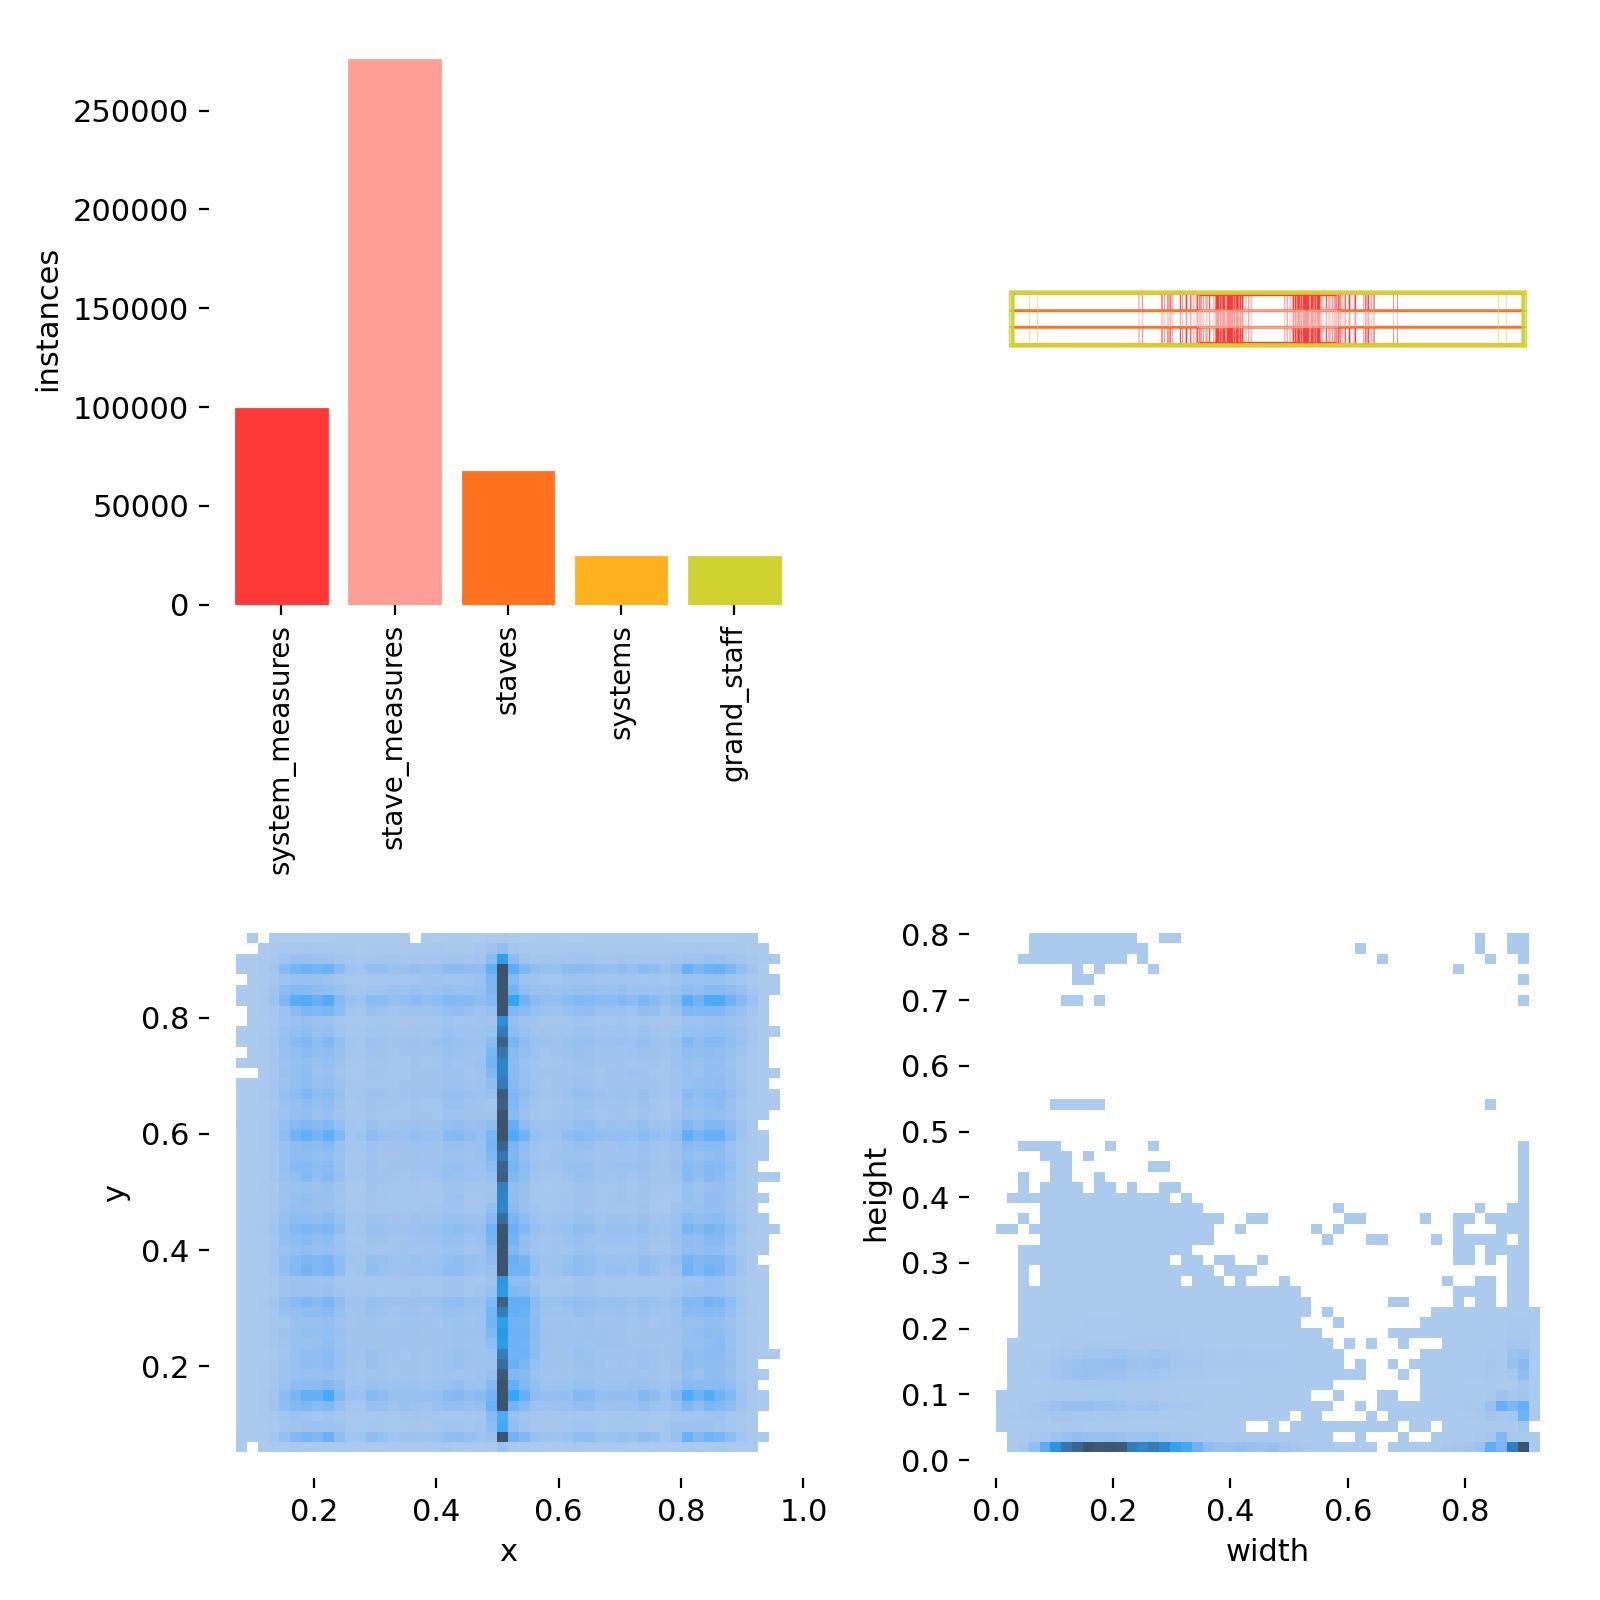 instances
250000
200000
150000
100000
50000
0
system_measures
stave_measures
staves
systems
grand_staff
y
0.8
0.6
0.4
0.2
0.2 0.4 0.6 0.8 1.0
x
height
0.8
0.7
0.6
0.5
0.4
0.3
0.2
0.1
0.0
0.0 0.2 0.4 0.6 0.8
width